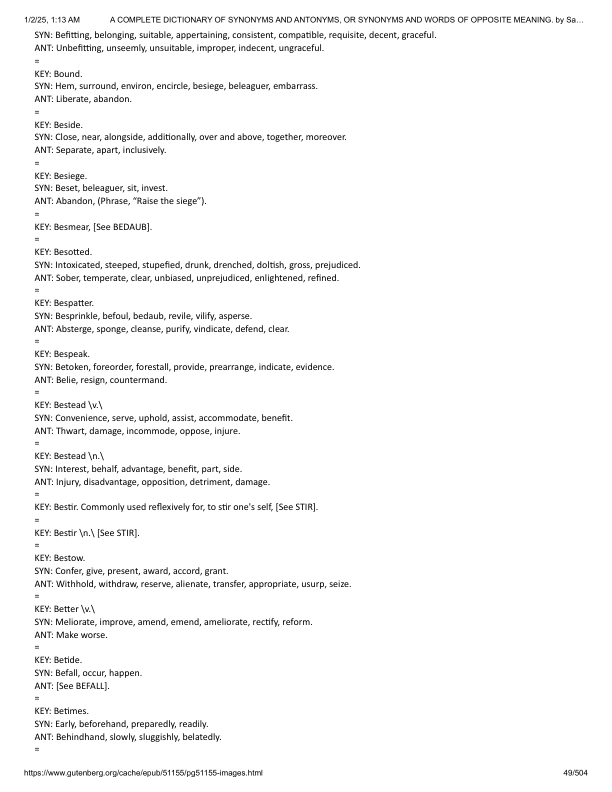 1/2/25, 1:13 AM A COMPLETE DICTIONARY OF SYNONYMS AND ANTONYMS, OR SYNONYMS AND WORDS OF OPPOSITE MEANING. by Sa…
SYN: Befitting, belonging, suitable, appertaining, consistent, compatible, requisite, decent, graceful.
ANT: Unbefitting, unseemly, unsuitable, improper, indecent, ungraceful.
=
KEY: Bound.
SYN: Hem, surround, environ, encircle, besiege, beleaguer, embarrass.
ANT: Liberate, abandon.
=
KEY: Beside.
SYN: Close, near, alongside, additionally, over and above, together, moreover.
ANT: Separate, apart, inclusively.
=
KEY: Besiege.
SYN: Beset, beleaguer, sit, invest.
ANT: Abandon, (Phrase, “Raise the siege”).
=
KEY: Besmear, [See BEDAUB].
=
KEY: Besotted.
SYN: Intoxicated, steeped, stupefied, drunk, drenched, doltish, gross, prejudiced.
ANT: Sober, temperate, clear, unbiased, unprejudiced, enlightened, refined.
=
KEY: Bespatter.
SYN: Besprinkle, befoul, bedaub, revile, vilify, asperse.
ANT: Absterge, sponge, cleanse, purify, vindicate, defend, clear.
=
KEY: Bespeak.
SYN: Betoken, foreorder, forestall, provide, prearrange, indicate, evidence.
ANT: Belie, resign, countermand.
=
KEY: Bestead \v.\
SYN: Convenience, serve, uphold, assist, accommodate, benefit.
ANT: Thwart, damage, incommode, oppose, injure.
=
KEY: Bestead \n.\
SYN: Interest, behalf, advantage, benefit, part, side.
ANT: Injury, disadvantage, opposition, detriment, damage.
=
KEY: Bestir. Commonly used reflexively for, to stir one's self, [See STIR].
=
KEY: Bestir \n.\ [See STIR].
=
KEY: Bestow.
SYN: Confer, give, present, award, accord, grant.
ANT: Withhold, withdraw, reserve, alienate, transfer, appropriate, usurp, seize.
=
KEY: Better \v.\
SYN: Meliorate, improve, amend, emend, ameliorate, rectify, reform.
ANT: Make worse.
=
KEY: Betide.
SYN: Befall, occur, happen.
ANT: [See BEFALL].
=
KEY: Betimes.
SYN: Early, beforehand, preparedly, readily.
ANT: Behindhand, slowly, sluggishly, belatedly.
=
https://www.gutenberg.org/cache/epub/51155/pg51155-images.html 49/504